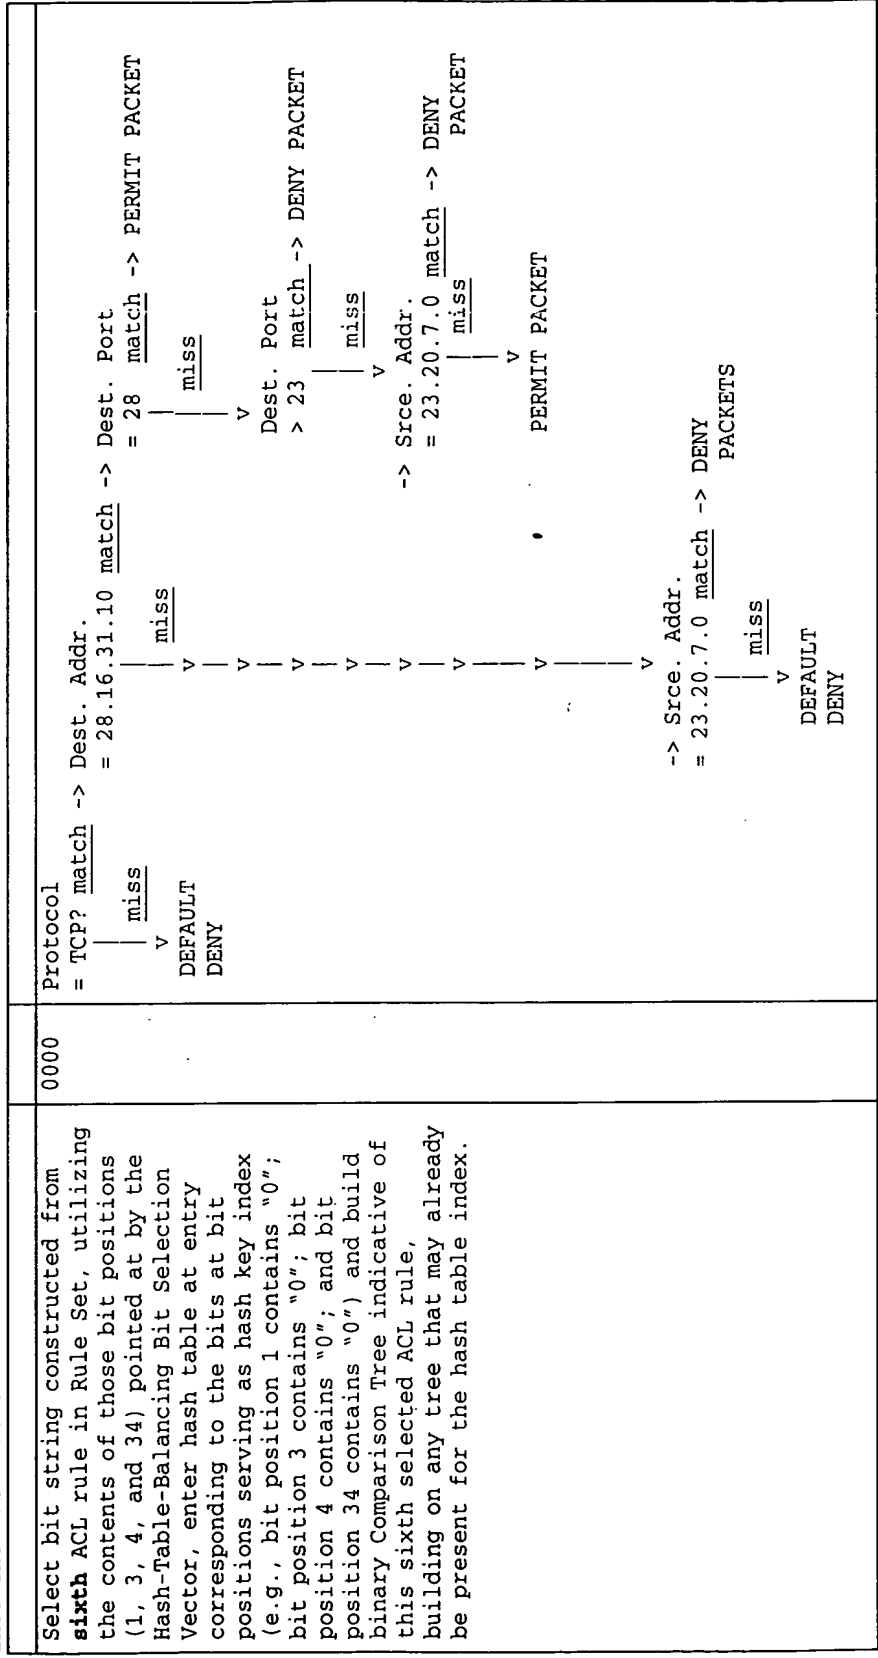 Select bit string constructed from
sixth ACL rule in Rule Set, utilizing
the contents of those bit positions
(1, 3, 4, and 34) pointed at by the
Hash-Table-Balancing Bit Selection
Vector, enter hash table at entry
corresponding to the bits at bit
positions serving as hash key index
(e.g., bit position 1 contains "0";
bit position 3 contains "0"; bit
position 4 contains "0"; and bit
position 34 contains "0") and build
binary Comparison Tree indicative of
this sixth selected ACL rule,
building on any tree that may already
be present for the hash table index.
0000
Protocol
= TCP? match -> Dest. Addr.
= 28.16.31.10 match -> Dest. Port
= 28 match -> PERMIT PACKET
miss
v
DEFAULT
DENY
miss
v
v
v
v
v
v
v
v
miss
v
Dest. Port
> 23 match -> DENY PACKET
miss
v
-> Srce. Addr.
= 23.20.7.0 match -> DENY
PACKET
miss
v
PERMIT PACKET
-> Srce. Addr.
= 23.20.7.0 match -> DENY
PACKETS
miss
v
DEFAULT
DENY